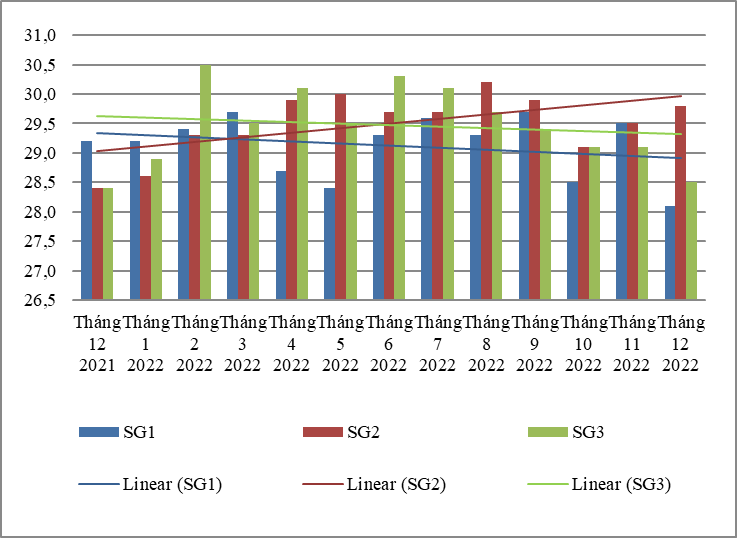 31,0
30,5
30,0
29,5
29,0
28,5
28,0
27,5
27,0
26,5
Tháng Tháng Tháng Tháng Tháng Tháng Tháng Tháng Tháng Tháng Tháng Tháng Tháng
12 1 2 3 4 5 6 7 8 9 10 11 12
2021 2022 2022 2022 2022 2022 2022 2022 2022 2022 2022 2022 2022
SG1 SG2 SG3
Linear (SG1) Linear (SG2) Linear (SG3)